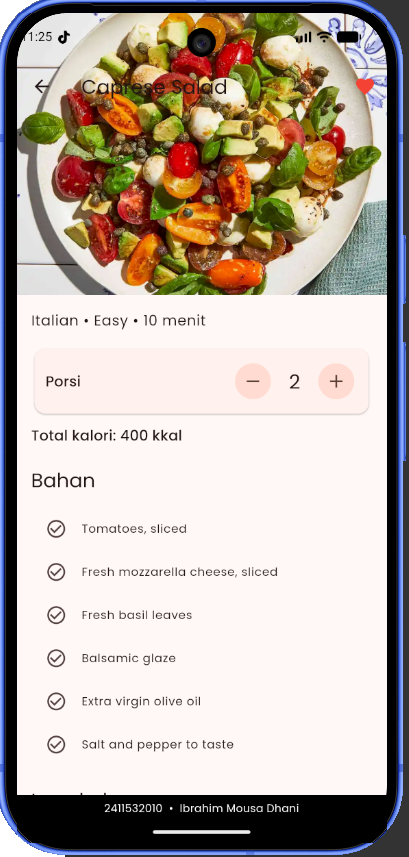 11:25
Caprese Salad
Italian • Easy • 10 menit
Porsi
2
Total kalori: 400 kkal
Bahan
Tomatoes, sliced
Fresh mozzarella cheese, sliced
Fresh basil leaves
Balsamic glaze
Extra virgin olive oil
Salt and pepper to taste
2411532010 • Ibrahim Mousa Dhani